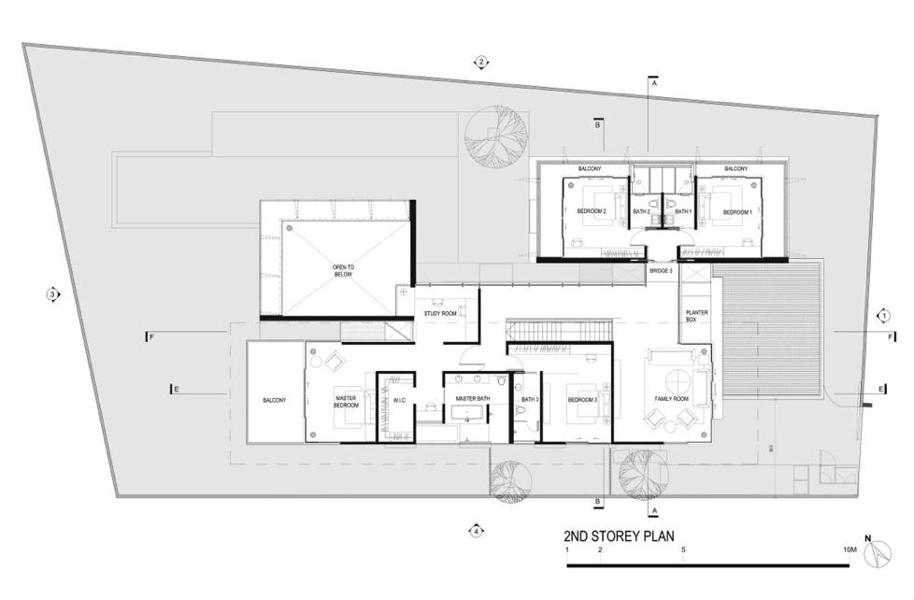 2
A
B
BALCONY
BALCONY
BEDROOM 2
BATH 2
BATH 1
BEDROOM 1
OPEN TO
BELOW
BRIDGE 3
3
STUDY ROOM
PLANTER
BOX
1
F
F
E
E
BALCONY
MASTER
BEDROOM
W.I.C
MASTER BATH
BATH 3
BEDROOM 3
FAMILY ROOM
B
A
4
2ND STOREY PLAN
N
1
2
5
10M